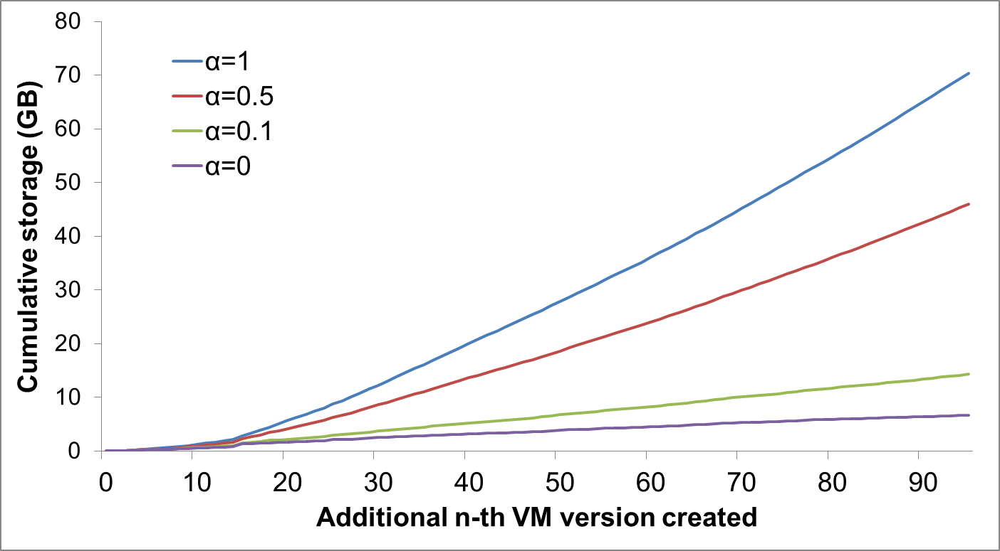 80
70
60
50
40
30
20
10
0
Cumulative storage (GB)
α=1
α=0.5
α=0.1
α=0
0 10 20 30 40 50 60 70 80 90
Additional n-th VM version created